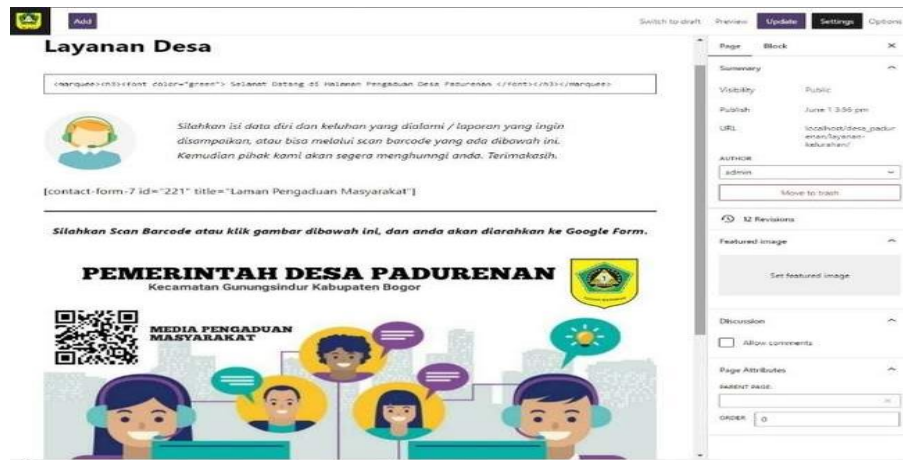 Add
Switch to draft Preview Update Settings Options
Layanan Desa
<marquee><h3><font color="green"> Selamat Datang di Halaman Pengaduan Desa Padurenan </font></h3></marquee>
Silahkan isi data diri dan keluhan yang dialami / laporan yang ingin
disampaikan, atau bisa melalui scan barcode yang ada dibawah ini.
Kemudian pihak kami akan segera menghunngi anda. Terimakasih.
[contact-form-7 id="221" title="Laman Pengaduan Masyarakat"]
Silahkan Scan Barcode atau klik gambar dibawah ini, dan anda akan diarahkan ke Google Form.
PEMERINTAH DESA PADURENAN
Kecamatan Gunungsindur Kabupaten Bogor
MEDIA PENGADUAN
MASYARAKAT
Page Block
Summary
Visibility Public
Publish June 1 3:56 pm
URL localhost/desa_padur
enan/layanan-
kelurahan/
AUTHOR
admin
Move to trash
12 Revisions
Featured image
Set featured image
Discussion
Allow comments
Page Attributes
PARENT PAGE:
ORDER 0